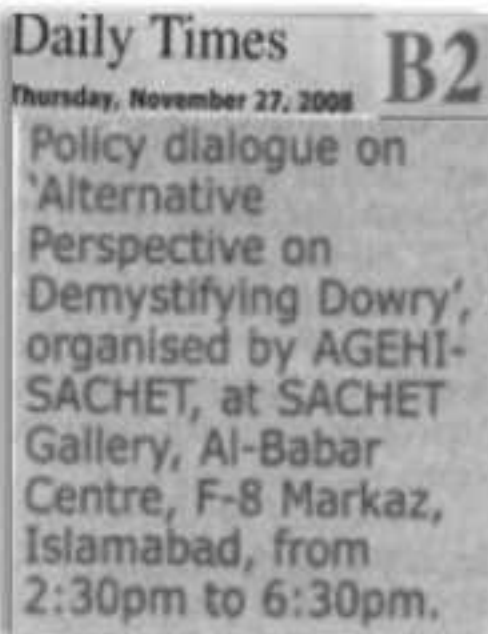 Daily Times
B2
Thursday, November 27, 2008
Policy dialogue on
'Alternative
Perspective on
Demystifying Dowry',
organised by AGEHI-
SACHET, at SACHET
Gallery, Al-Babar
Centre, F-8 Markaz,
Islamabad, from
2:30pm to 6:30pm.